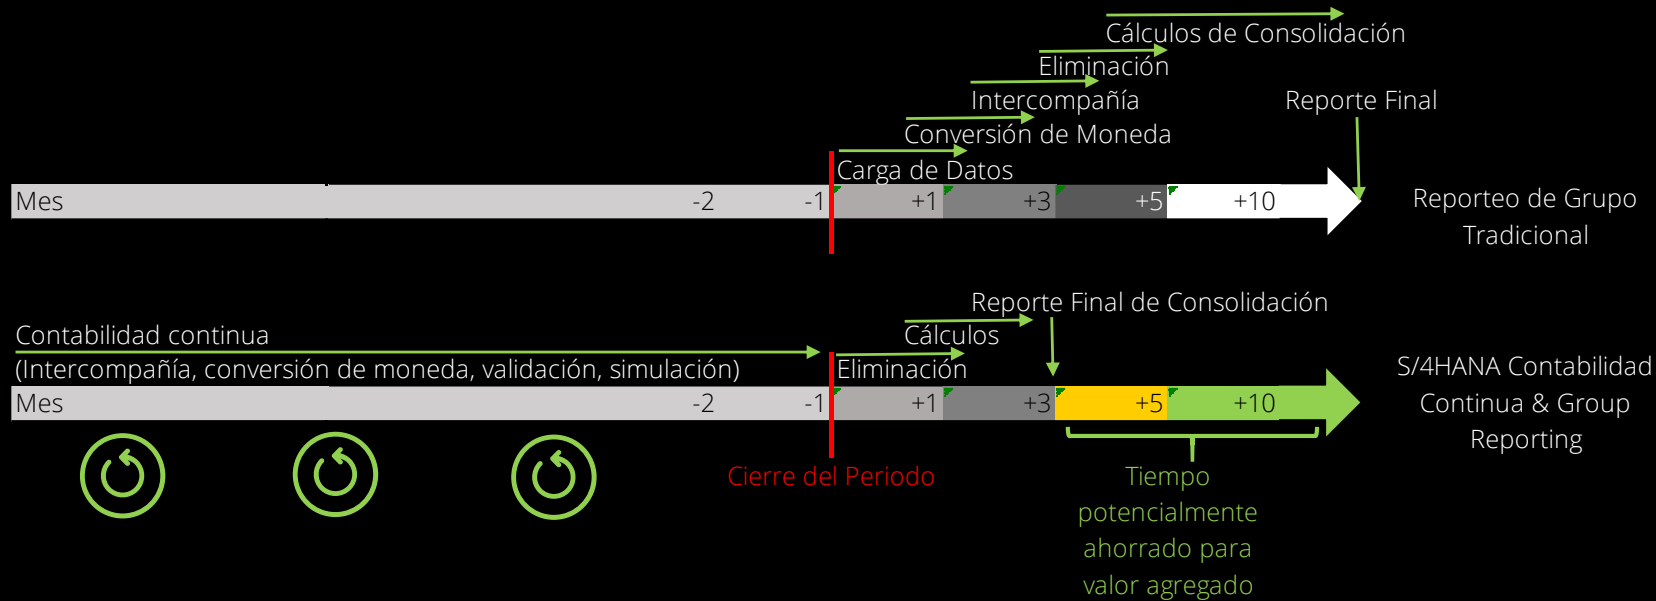 Cálculos de Consolidación
Eliminación
Intercompañía
Reporte Final
Conversión de Moneda
Carga de Datos
Mes -2 -1 +1 +3 +5 +10
Reporteo de Grupo
Tradicional
Reporte Final de Consolidación
Contabilidad continua
Cálculos
(Intercompañía, conversión de moneda, validación, simulación)
Eliminación
Mes -2 -1 +1 +3 +5 +10
S/4HANA Contabilidad
Continua & Group
Reporting
Cierre del Periodo
Tiempo
potencialmente
ahorrado para
valor agregado